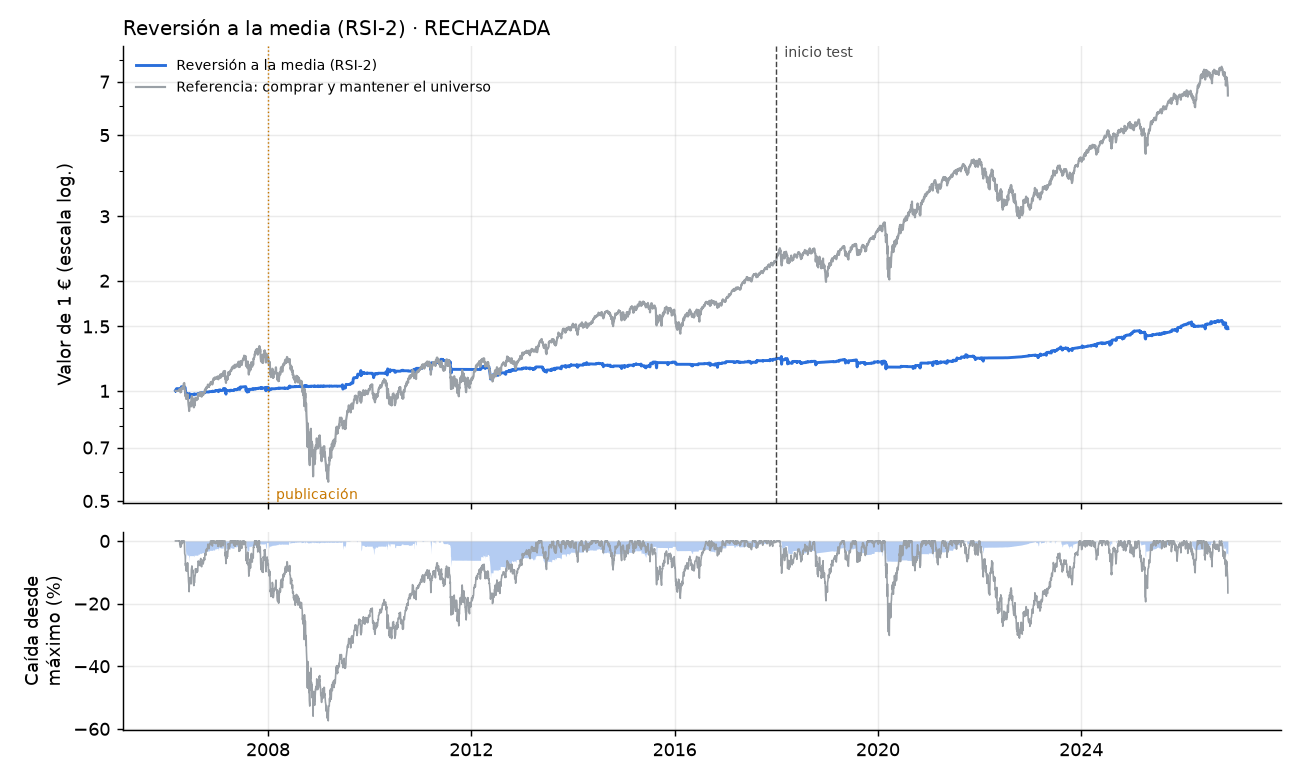 Reversión a la media (RSI-2) · RECHAZADA
inicio test
Reversión a la media (RSI-2)
Referencia: comprar y mantener el universo
Valor de 1 € (escala log.)
7
5
3
2
1.5
1
0.7
0.5
publicación
Caída desde
máximo (%)
0
−20
−40
−60
2008
2012
2016
2020
2024